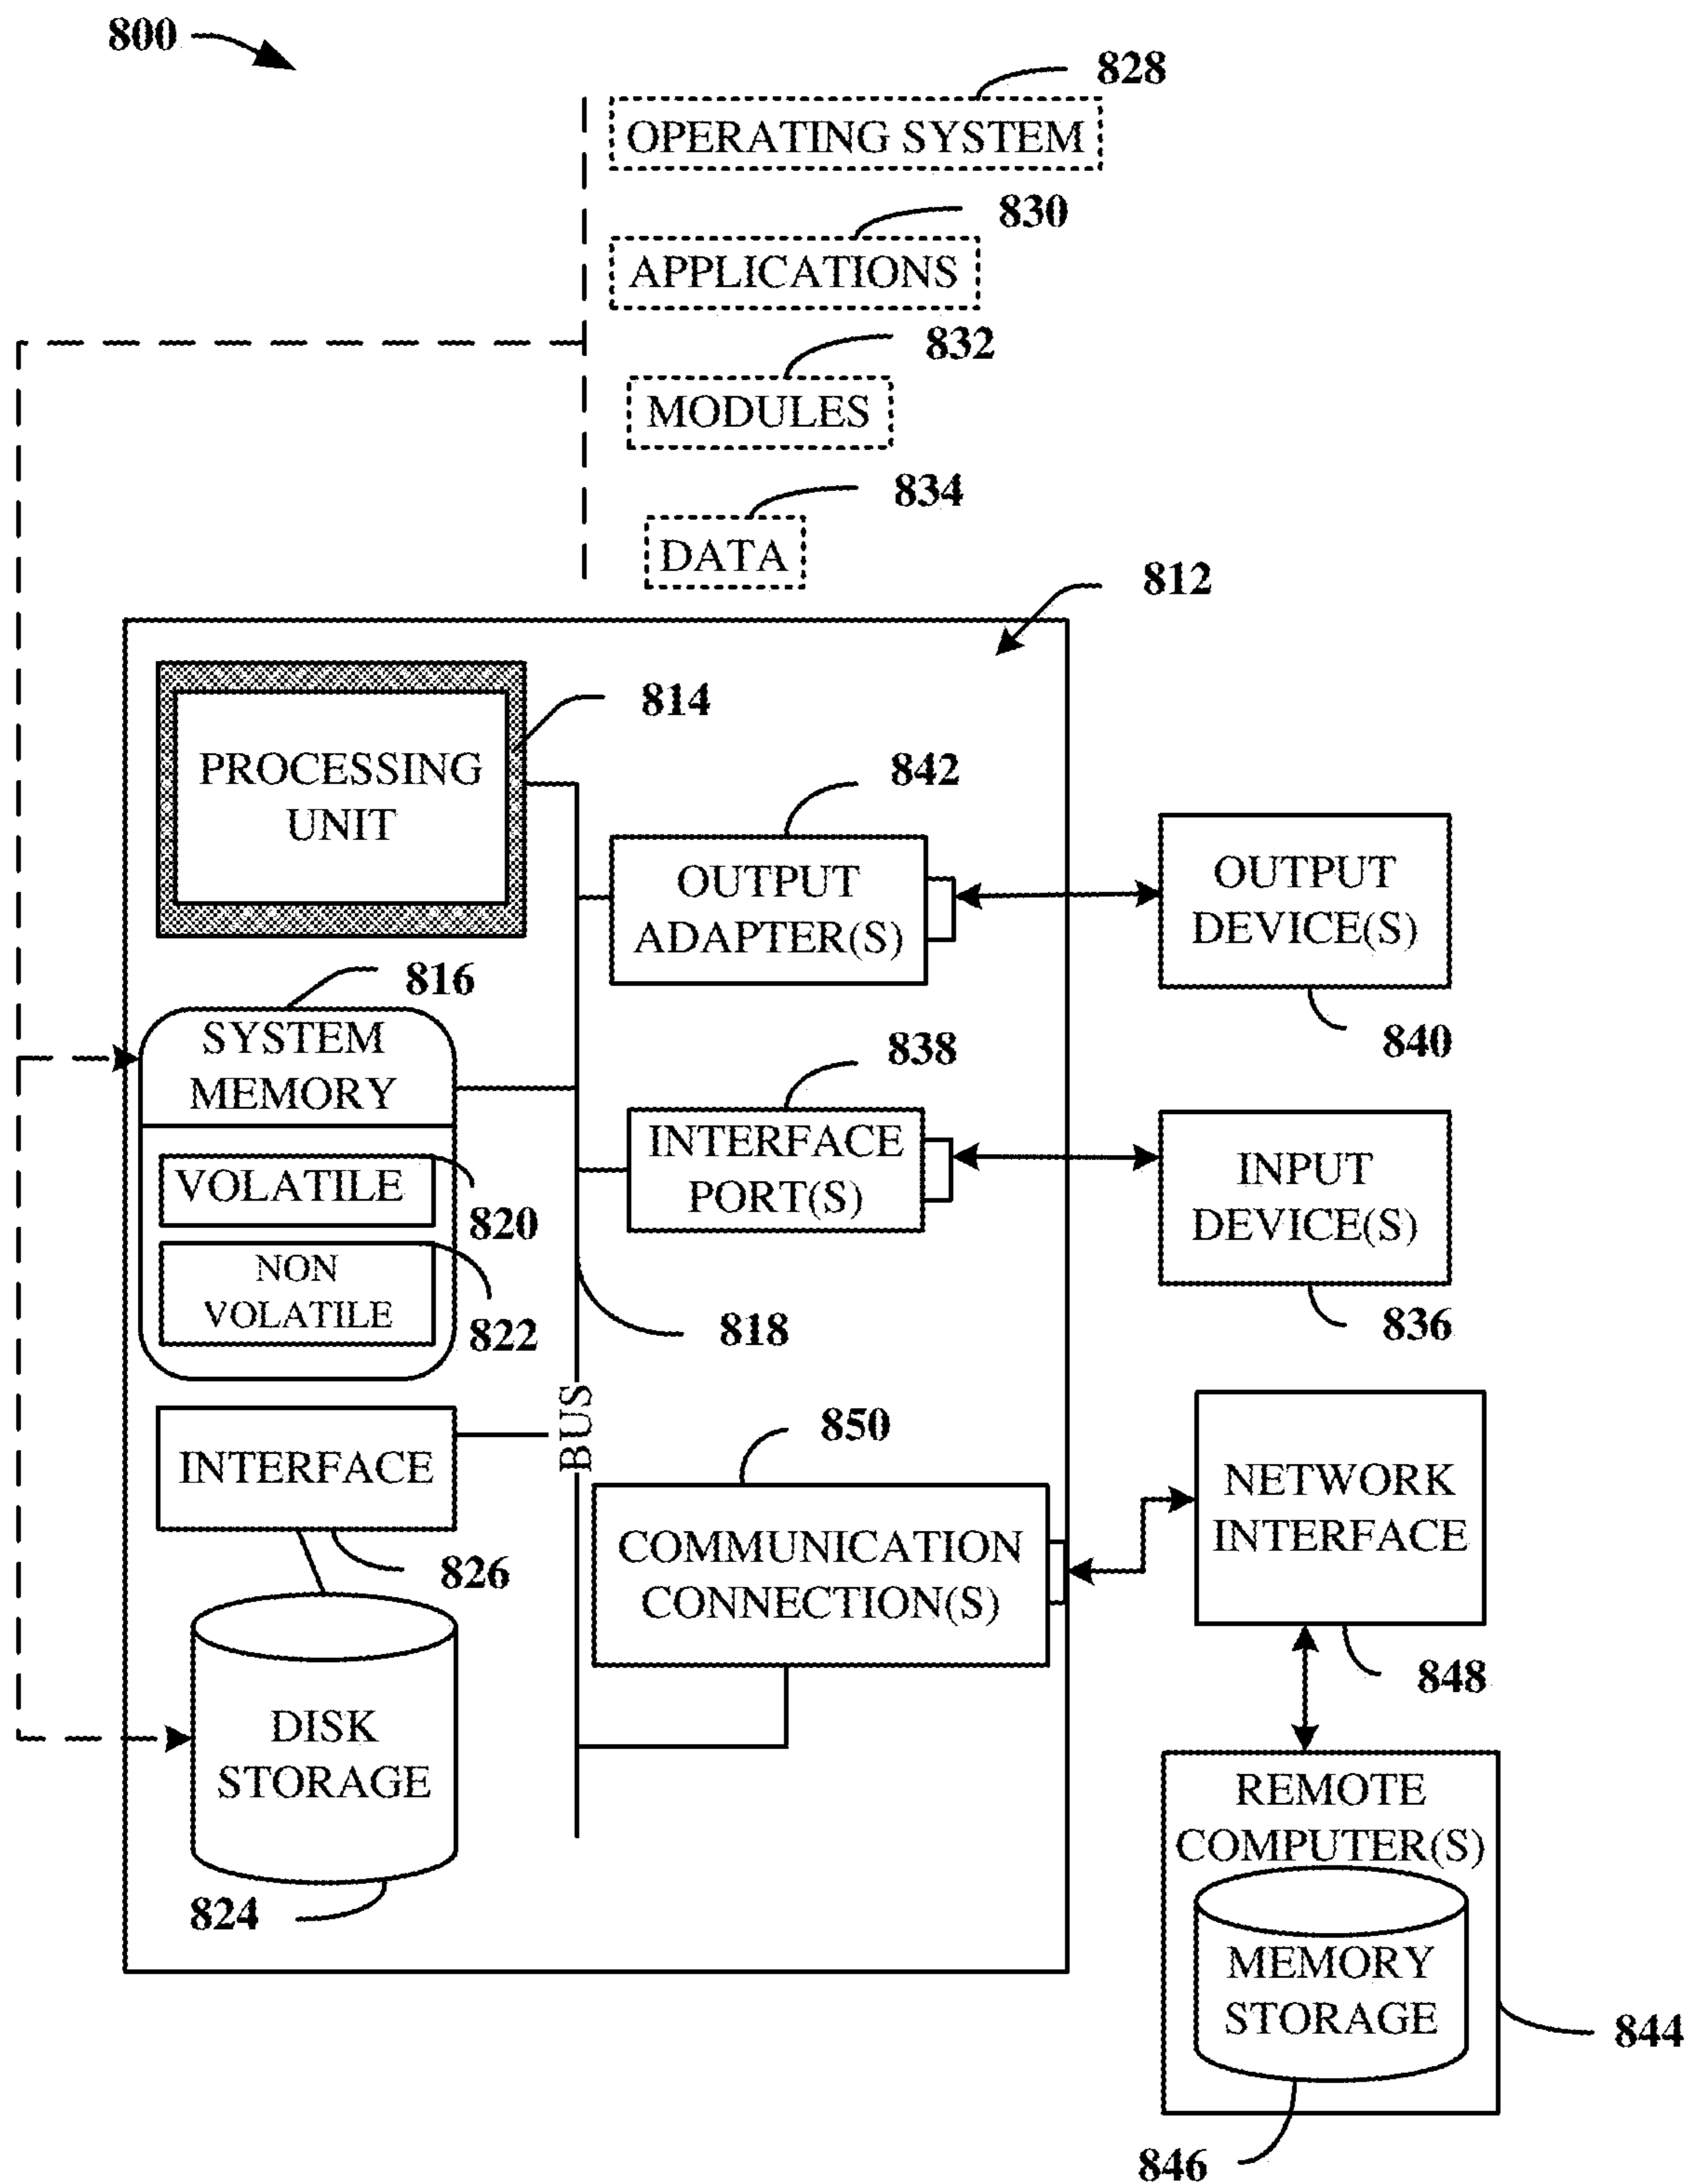 800
828
OPERATING SYSTEM
830
APPLICATIONS
832
MODULES
834
DATA
812
814
PROCESSING
UNIT
842
OUTPUT
ADAPTER(S)
OUTPUT
DEVICE(S)
840
816
SYSTEM
MEMORY
838
INTERFACE
PORT(S)
INPUT
DEVICE(S)
836
VOLATILE
820
NON
VOLATILE
822
818
BUS
INTERFACE
826
850
COMMUNICATION
CONNECTION(S)
NETWORK
INTERFACE
848
DISK
STORAGE
824
REMOTE
COMPUTER(S)
MEMORY
STORAGE
844
846